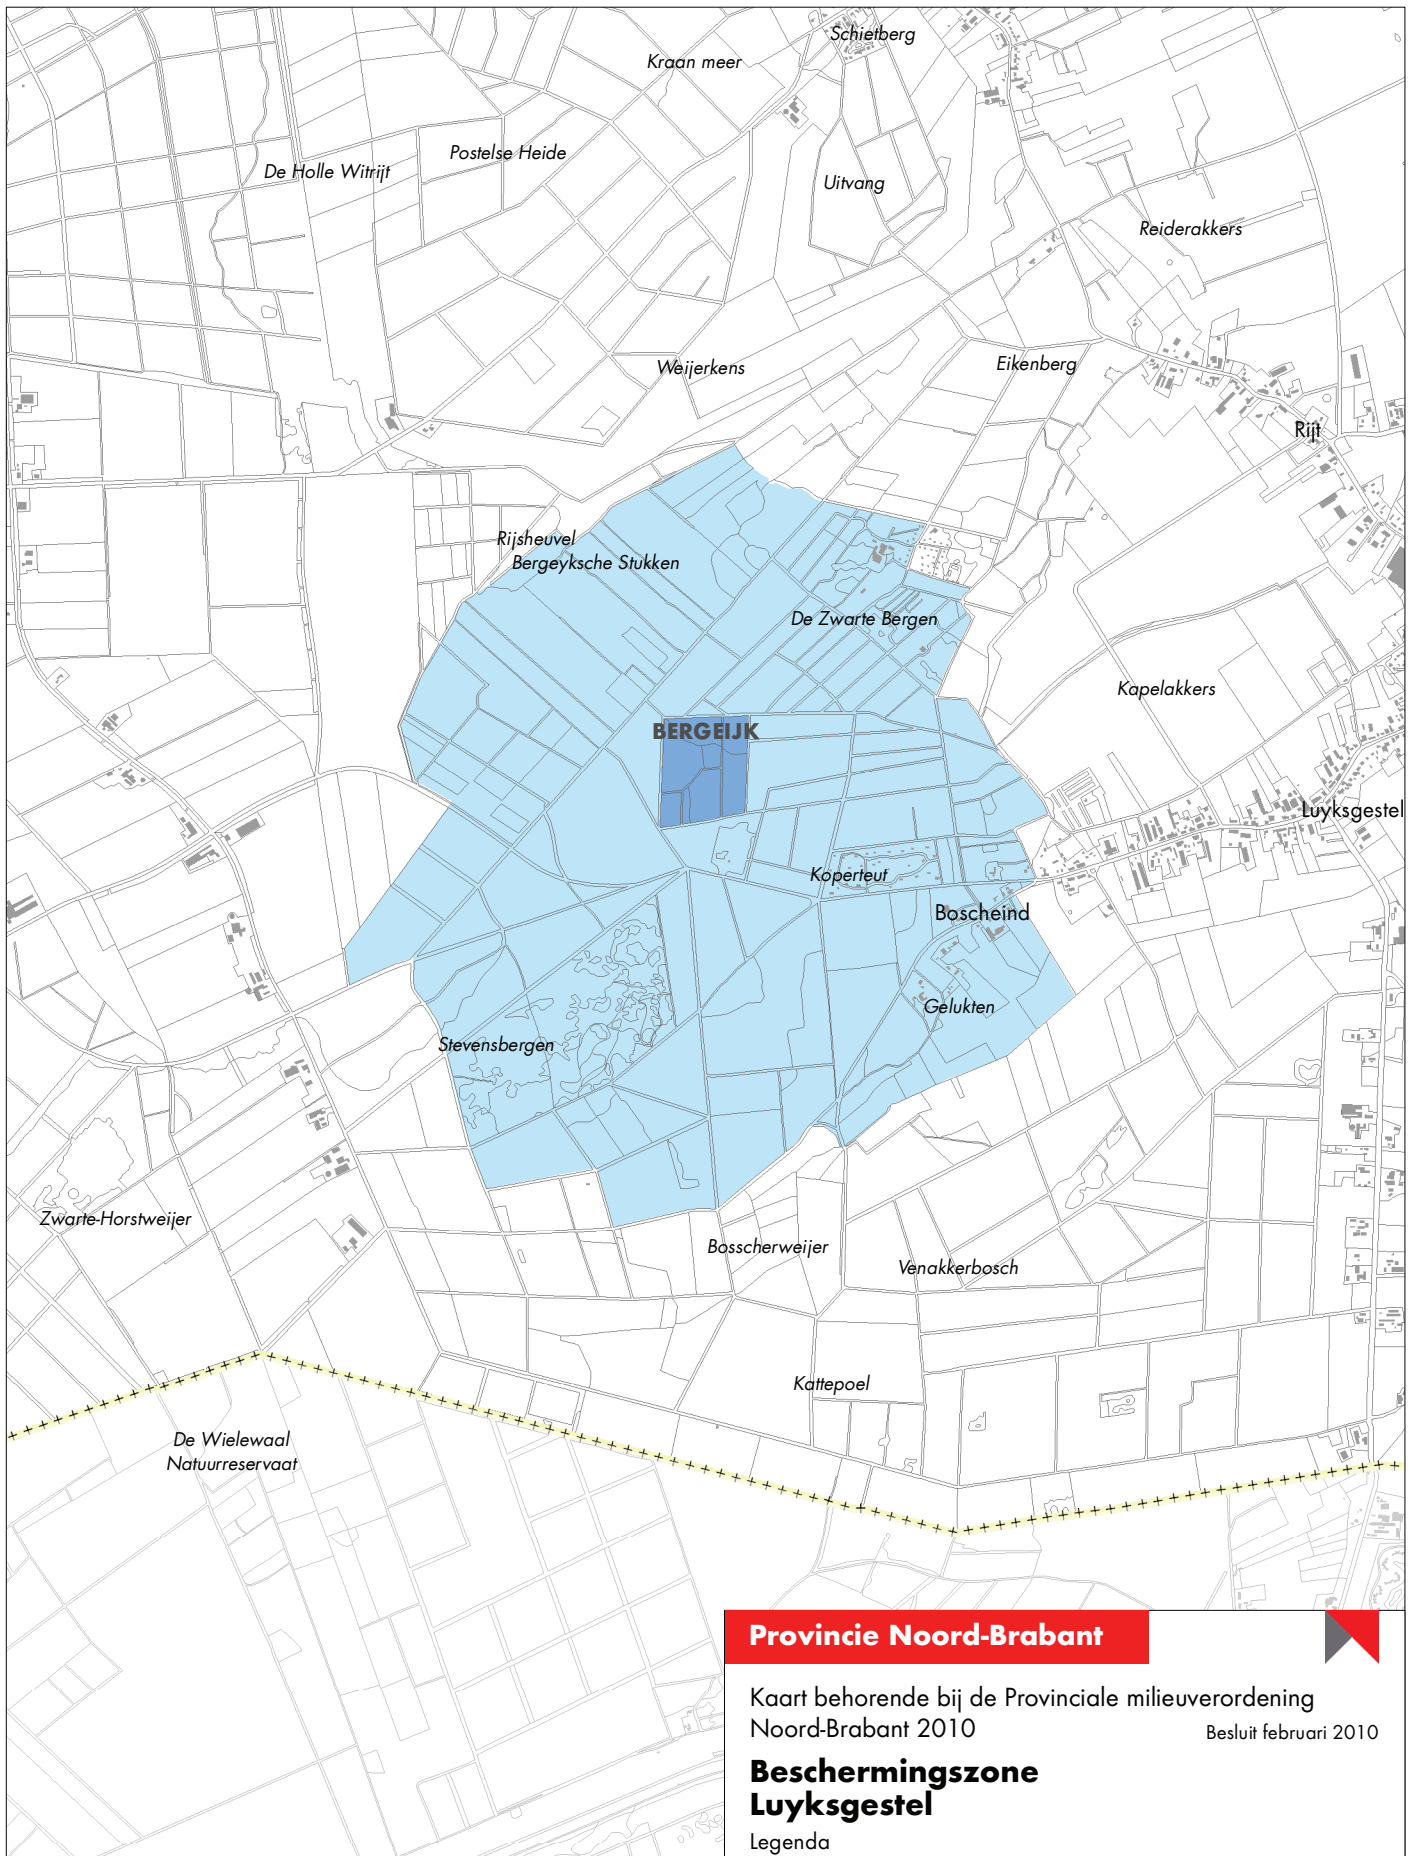 Schietberg
Kraan meer
Postelse Heide
De Holle Witrijt
Uitvang
Reiderakkers
Weijerkens
Eikenberg
Rijt
Rijsheuvel
Bergeyksche Stukken
De Zwarte Bergen
Kapelakkers
BERGEIJK
Luyksgestel
Koperteut
Boscheind
Gelukten
Stevensbergen
Zwarte-Horstweijer
Bosscherweijer
Venakkerbosch
Kattepoel
De Wielewaal
Natuurreservaat
Provincie Noord-Brabant
Kaart behorende bij de Provinciale milieuverordening
Noord-Brabant 2010
Besluit februari 2010
Beschermingszone
Luyksgestel
Legenda